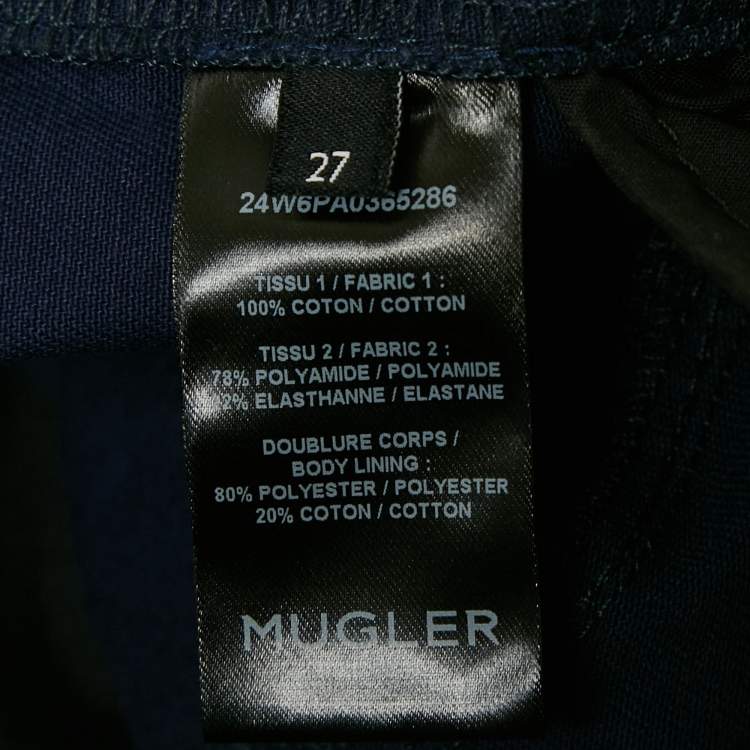 27
24W6PA0365286
TISSU 1 / FABRIC 1 :
100% COTON / COTTON
TISSU 2 / FABRIC 2 :
78% POLYAMIDE / POLYAMIDE
22% ELASTHANNE / ELASTANE
DOUBLURE CORPS /
BODY LINING :
80% POLYESTER / POLYESTER
20% COTON / COTTON
MUGLER